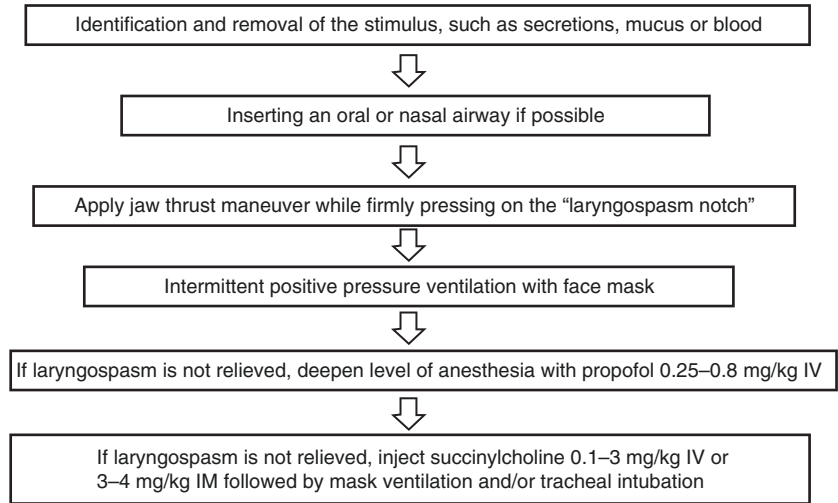 Identification and removal of the stimulus, such as secretions, mucus or blood
Inserting an oral or nasal airway if possible
Apply jaw thrust maneuver while firmly pressing on the “laryngospasm notch”
Intermittent positive pressure ventilation with face mask
If laryngospasm is not relieved, deepen level of anesthesia with propofol 0.25–0.8 mg/kg IV
If laryngospasm is not relieved, inject succinylcholine 0.1–3 mg/kg IV or
3–4 mg/kg IM followed by mask ventilation and/or tracheal intubation